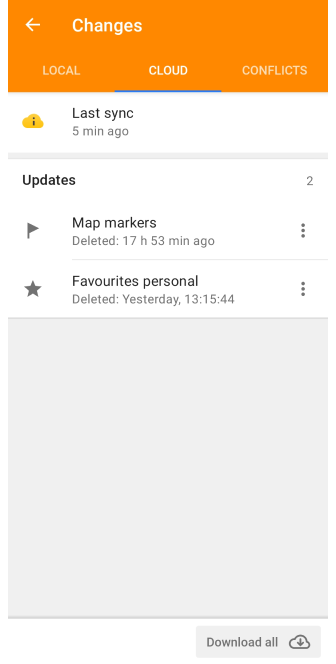 Changes
LOCAL
CLOUD
CONFLICTS
Last sync
5 min ago
Updates
2
Map markers
Deleted: 17 h 53 min ago
Favourites personal
Deleted: Yesterday, 13:15:44
Download all